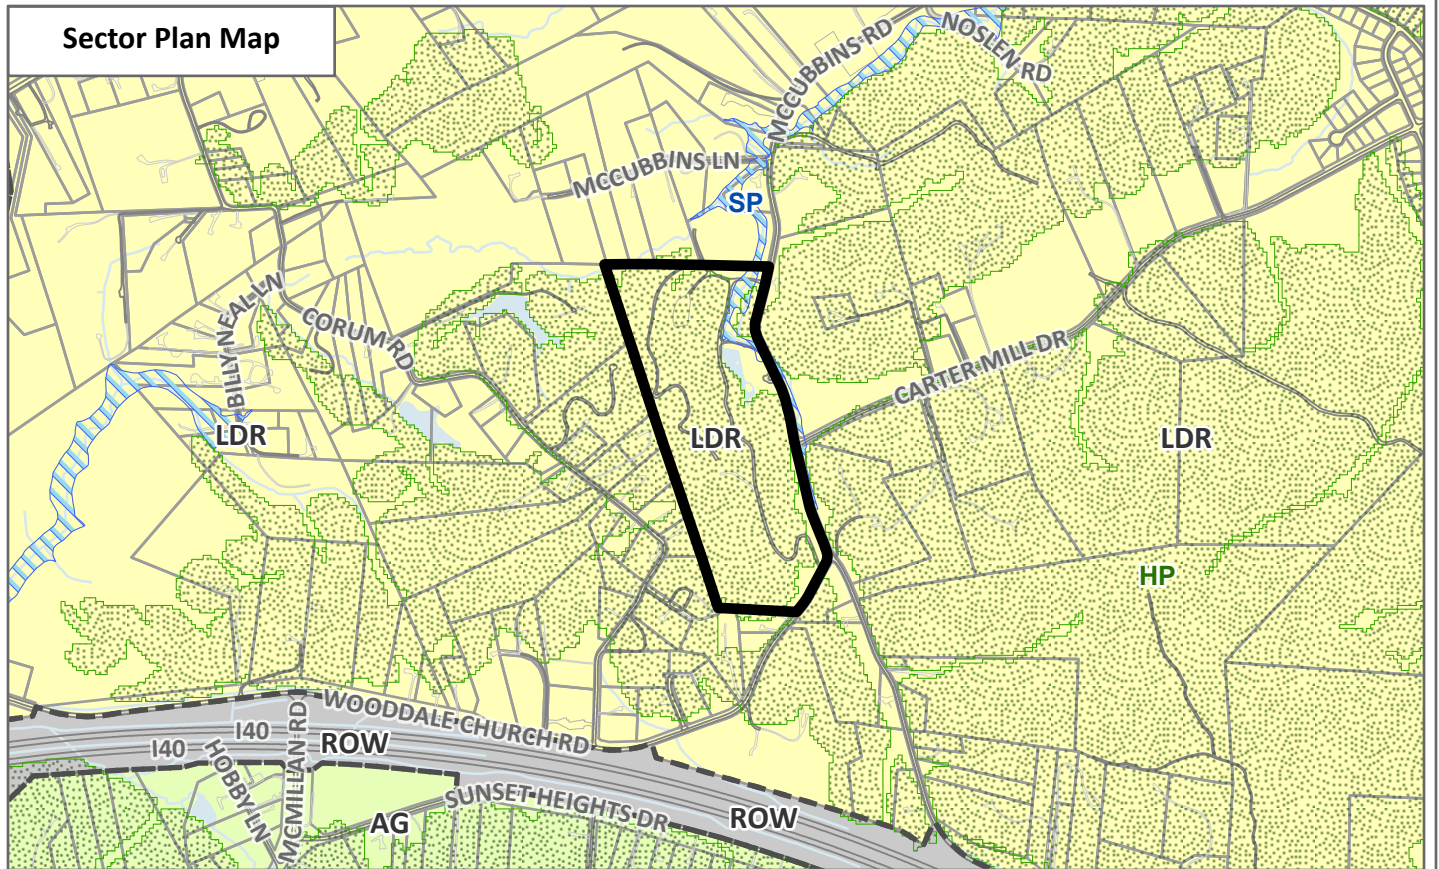 Sector Plan Map
MCCUBBINS RD
NOSLEN RD
MCCUBBINS LN
SP
BILLY NEAL LN
CORUM RD
CARTER MILL DR
LDR
LDR
LDR
HP
WOODDALE CHURCH RD
I40
I40
ROW
HOBBY LN
MCMILLAN RD
SUNSET HEIGHTS DR
AG
ROW